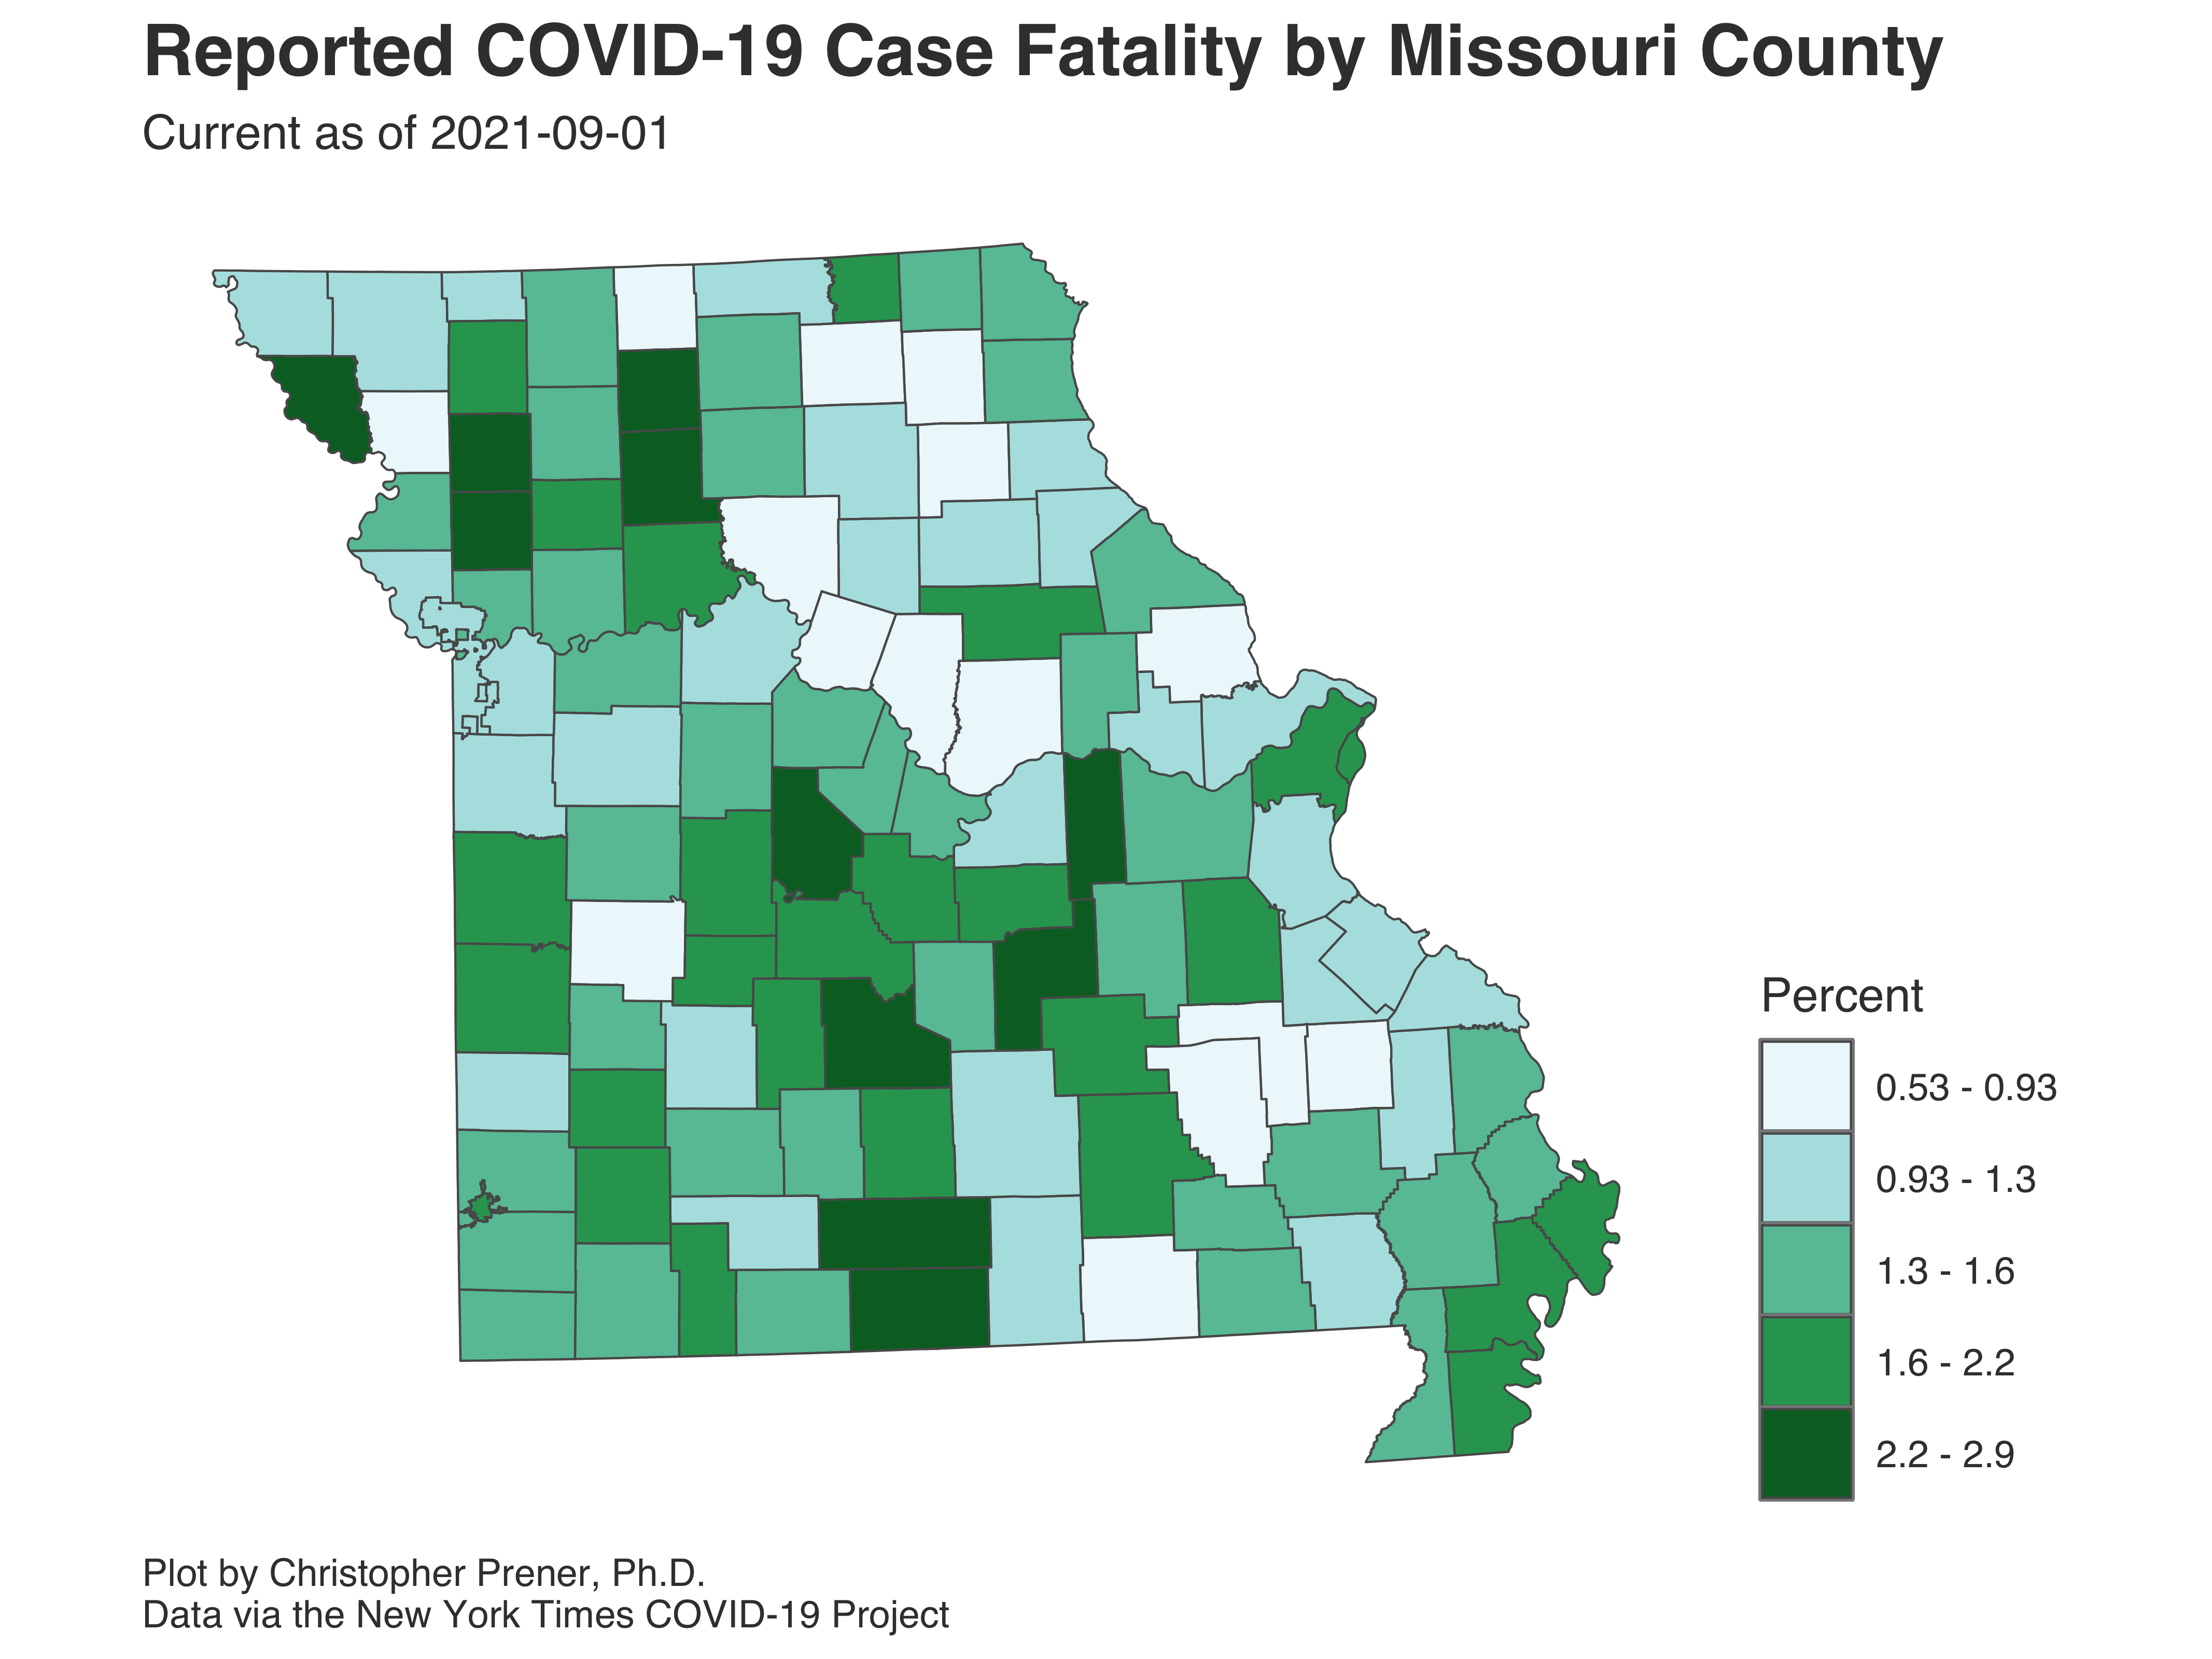 Reported COVID-19 Case Fatality by Missouri County
Current as of 2021-09-01
Percent
0.53 - 0.93
0.93 - 1.3
1.3 - 1.6
1.6 - 2.2
2.2 - 2.9
Plot by Christopher Prener, Ph.D.
Data via the New York Times COVID-19 Project